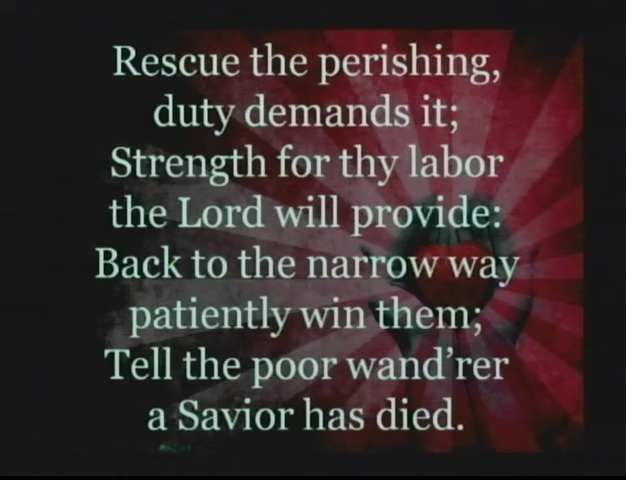 Rescue the perishing,
duty demands it;
Strength for thy labor
the Lord will provide:
Back to the narrow way
patiently win them;
Tell the poor wand’rer
a Savior has died.